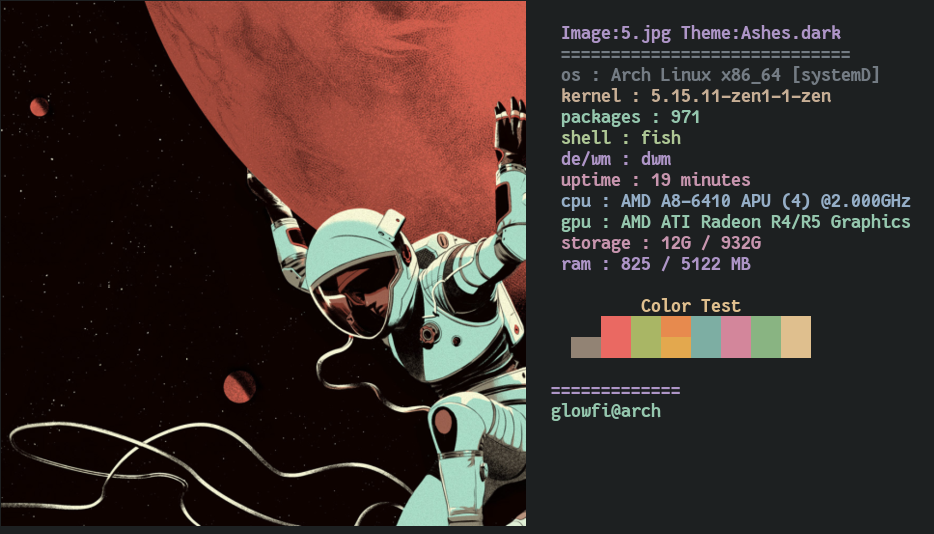 Image:5.jpg Theme:Ashes.dark
=============================
os : Arch Linux x86_64 [systemD]
kernel : 5.15.11-zen1-1-zen
packages : 971
shell : fish
de/wm : dwm
uptime : 19 minutes
cpu : AMD A8-6410 APU (4) @2.000GHz
gpu : AMD ATI Radeon R4/R5 Graphics
storage : 12G / 932G
ram : 825 / 5122 MB
Color Test
=============
glowfi@arch